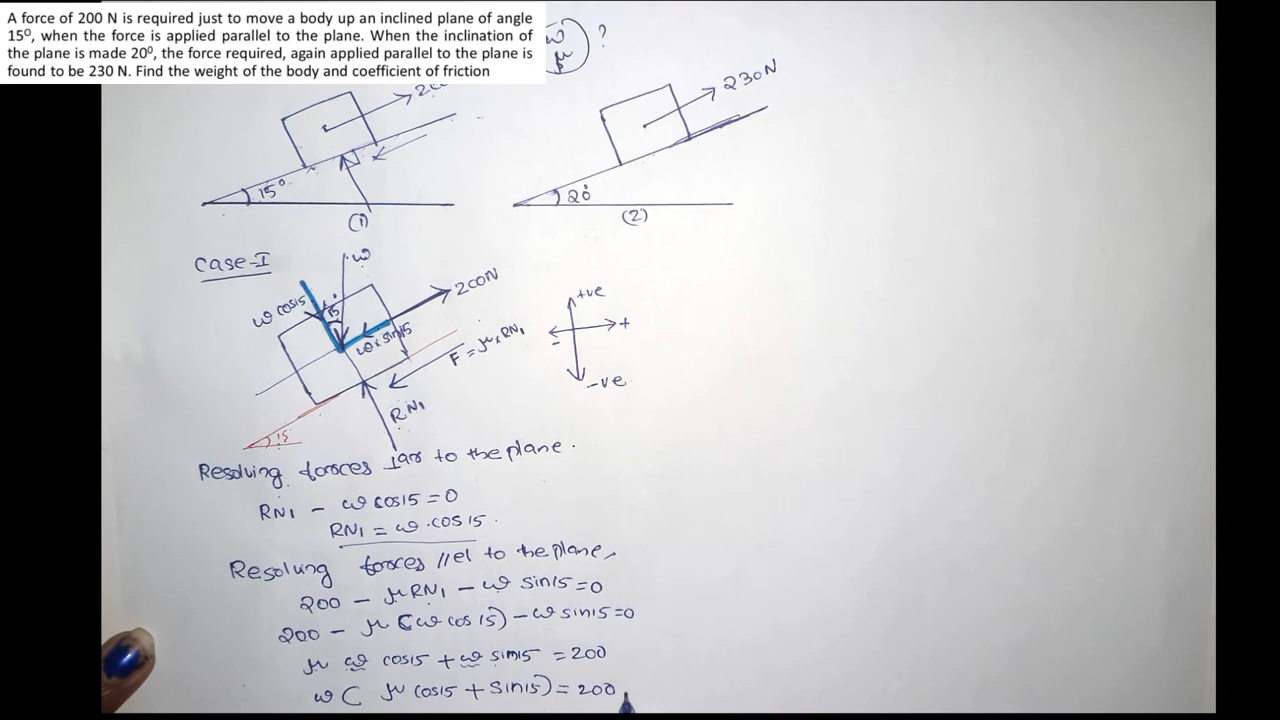 A force of 200 N is required just to move a body up an inclined plane of angle
15⁰, when the force is applied parallel to the plane. When the inclination of
the plane is made 20⁰, the force required, again applied parallel to the plane is
found to be 230 N. Find the weight of the body and coefficient of friction
ω
μ ?
230N
15°
(1)
20°
(2)
Case-I
ω
200N
ω cos15
15°
ω×sin15
F=μ×RN1
RN1
15
+ve
+
-
-ve
Resolving forces ⊥ar to the plane.
RN1 - ω cos15 = 0
RN1 = ω.cos15.
Resolving forces //el to the plane,
200 - μRN1 - ω sin15 = 0
200 - μ(ω cos15) - ω sin15 = 0
μ ω cos15 + ω sin15 = 200
ω( μ cos15 + sin15) = 200